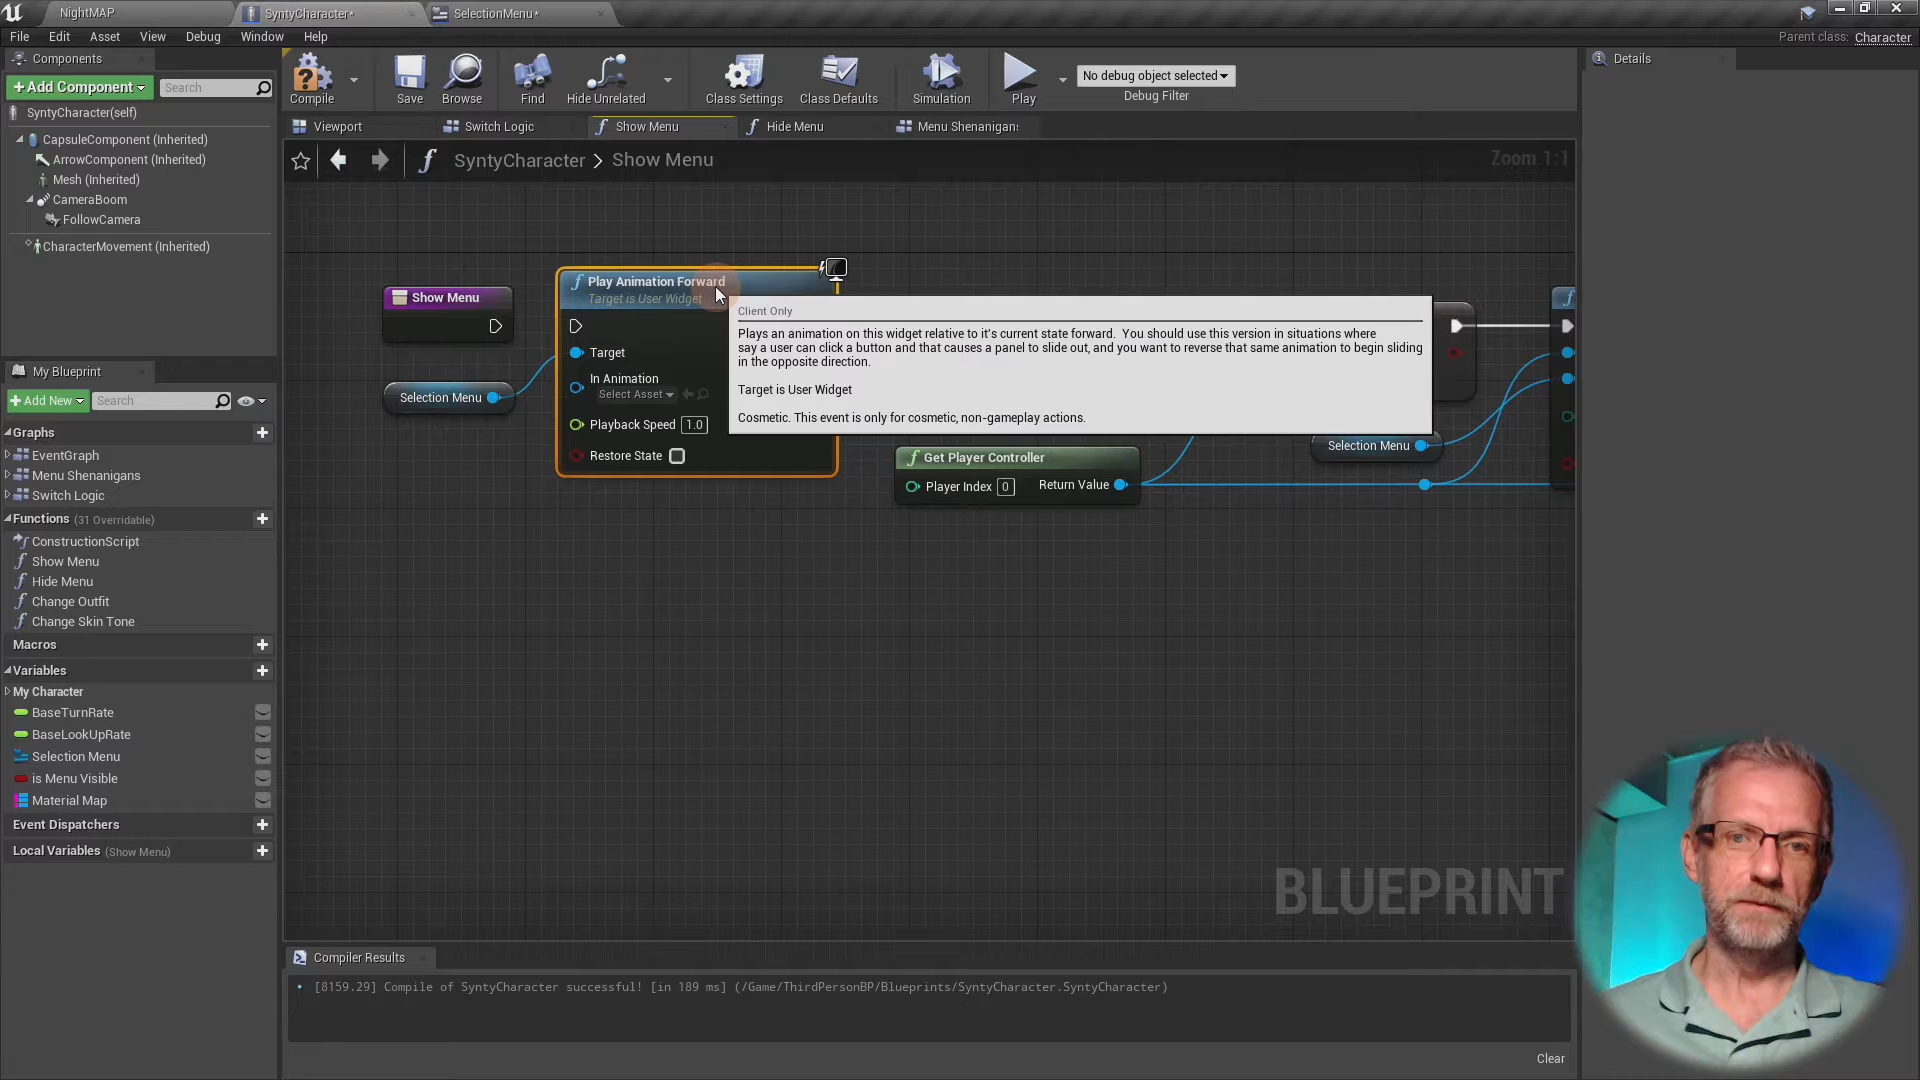 NightMAP
SyntyCharacter*
SelectionMenu*
File
Edit
Asset
View
Debug
Window
Help
Parent class: Character
Components
Add Component
Search
SyntyCharacter(self)
CapsuleComponent (Inherited)
ArrowComponent (Inherited)
Mesh (Inherited)
CameraBoom
FollowCamera
CharacterMovement (Inherited)
Compile
Save
Browse
Find
Hide Unrelated
Class Settings
Class Defaults
Simulation
Play
No debug object selected
Debug Filter
Details
Viewport
Switch Logic
Show Menu
Hide Menu
Menu Shenanigans
SyntyCharacter > Show Menu
Zoom 1:1
Show Menu
Selection Menu
Play Animation Forward
Target is User Widget
Target
In Animation
Select Asset
Playback Speed 1.0
Restore State
Client Only
Plays an animation on this widget relative to it's current state forward. You should use this version in situations where
say a user can click a button and that causes a panel to slide out, and you want to reverse that same animation to begin sliding
in the opposite direction.
Target is User Widget
Cosmetic. This event is only for cosmetic, non-gameplay actions.
Get Player Controller
Player Index 0
Return Value
Selection Menu
BLUEPRINT
My Blueprint
Add New
Search
Graphs
EventGraph
Menu Shenanigans
Switch Logic
Functions (31 Overridable)
ConstructionScript
Show Menu
Hide Menu
Change Outfit
Change Skin Tone
Macros
Variables
My Character
BaseTurnRate
BaseLookUpRate
Selection Menu
is Menu Visible
Material Map
Event Dispatchers
Local Variables (Show Menu)
Compiler Results
[8159.29] Compile of SyntyCharacter successful! [in 189 ms] (/Game/ThirdPersonBP/Blueprints/SyntyCharacter.SyntyCharacter)
Clear